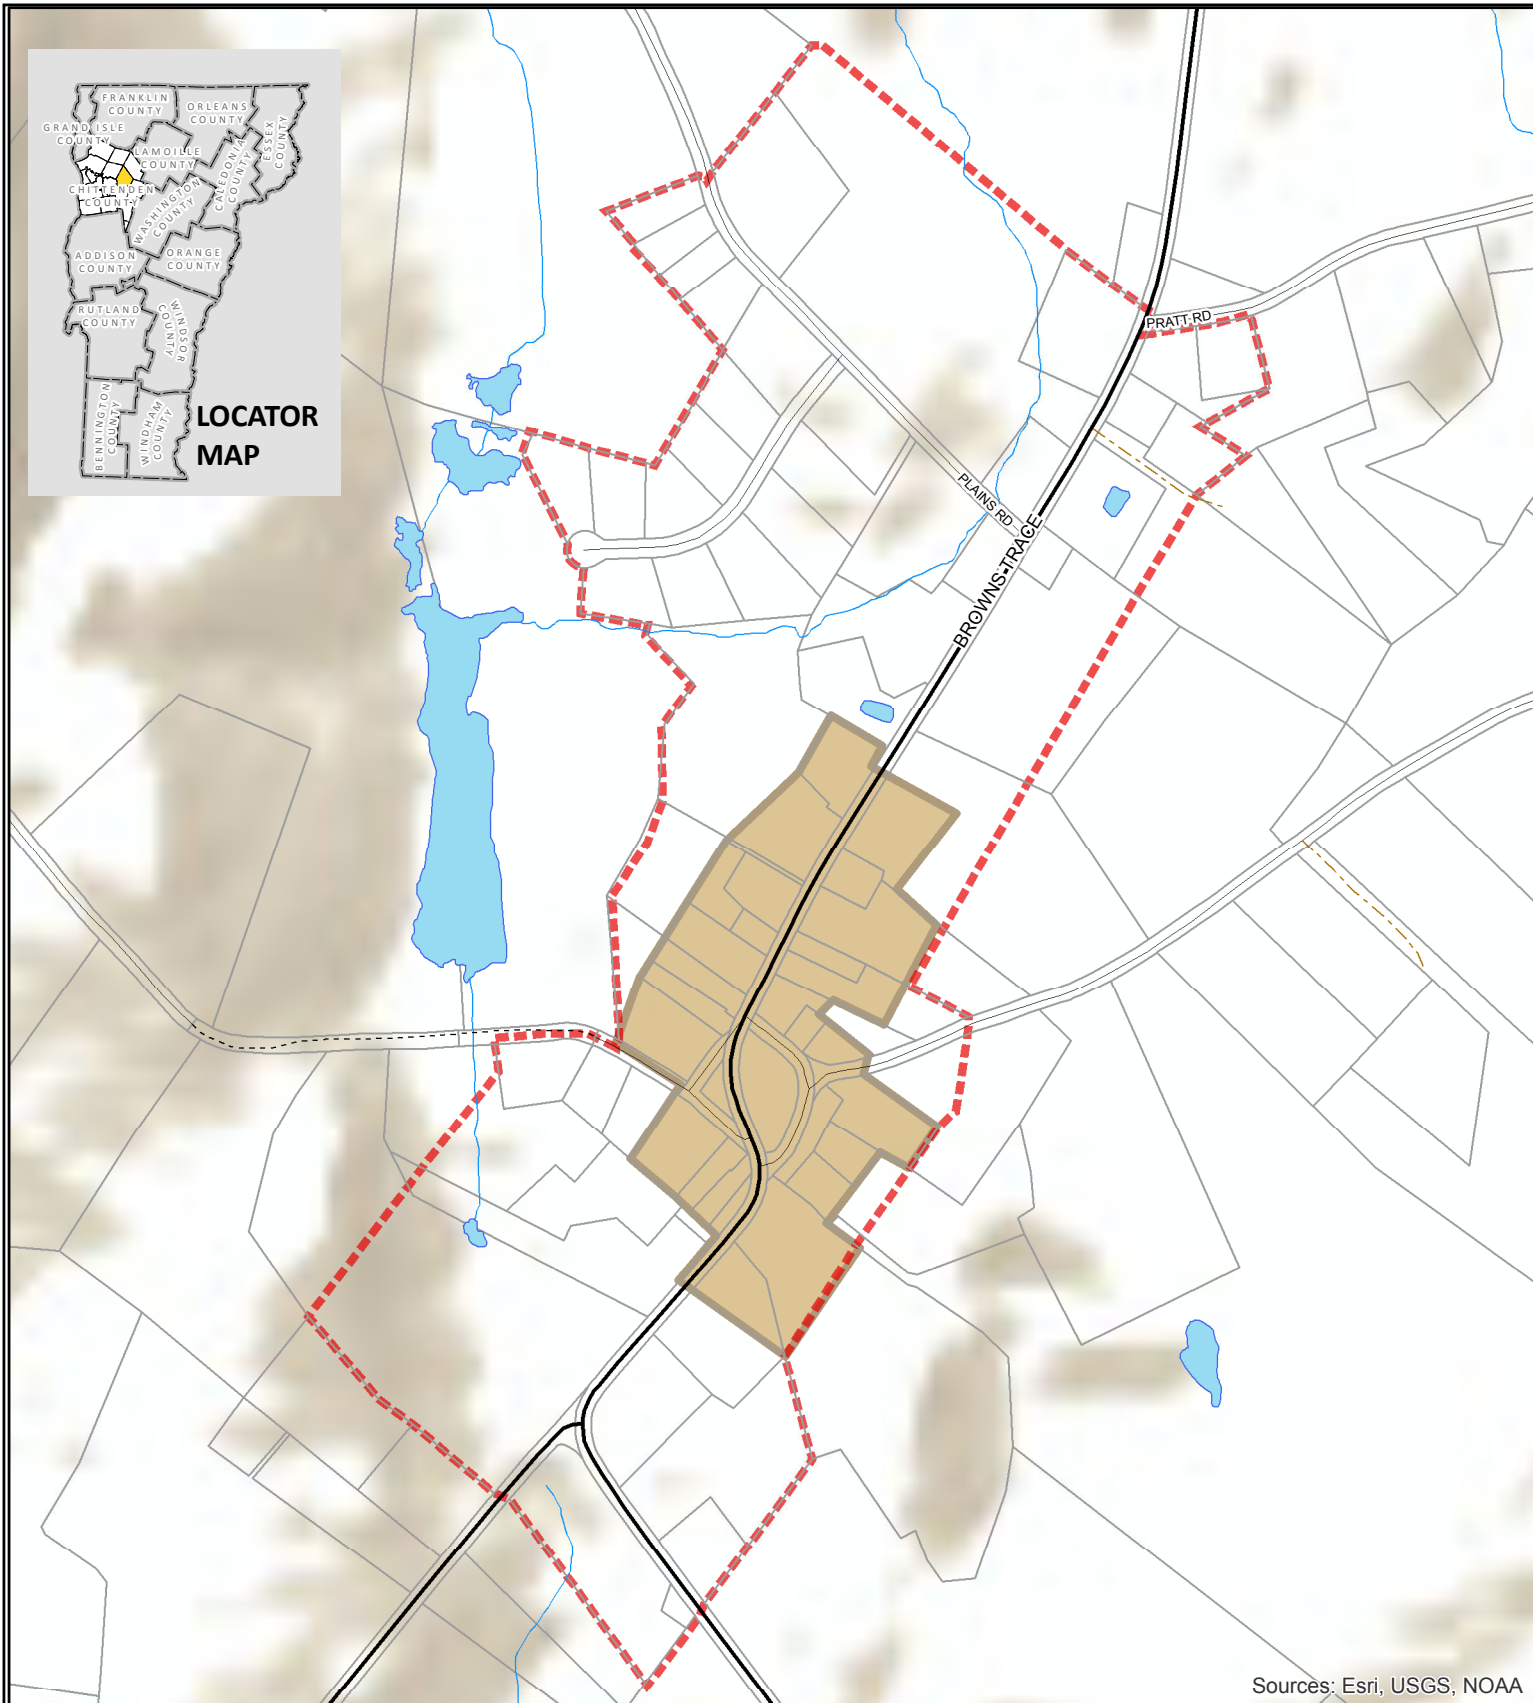 FRANKLIN
COUNTY
ORLEANS
COUNTY
ESSEX
COUNTY
GRAND ISLE
COUNTY
LAMOILLE
COUNTY
CALEDONIA
COUNTY
CHITTENDEN
COUNTY
WASHINGTON
COUNTY
ADDISON
COUNTY
ORANGE
COUNTY
RUTLAND
COUNTY
WINDSOR
COUNTY
BENNINGTON
COUNTY
WINDHAM
COUNTY
LOCATOR
MAP
PRATT RD
PLAINS RD
BROWNS TRACE
Sources: Esri, USGS, NOAA